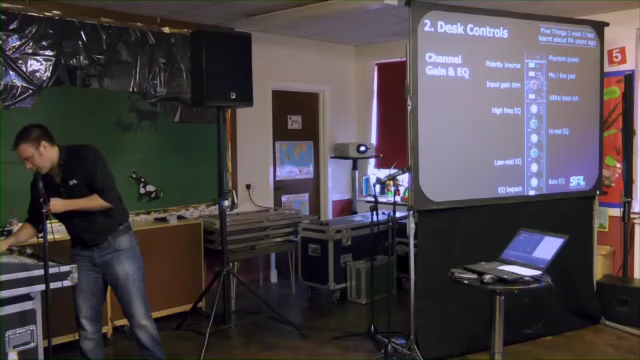 2. Desk Controls
Five Things I wish I had
learnt about PA years ago
Channel
Gain & EQ
Polarity inverse
Phantom power
Mic / line pad
Input gain trim
100Hz bass cut
High freq EQ
Hi-mid EQ
Low-mid EQ
Bass EQ
EQ bypass
SFL
5